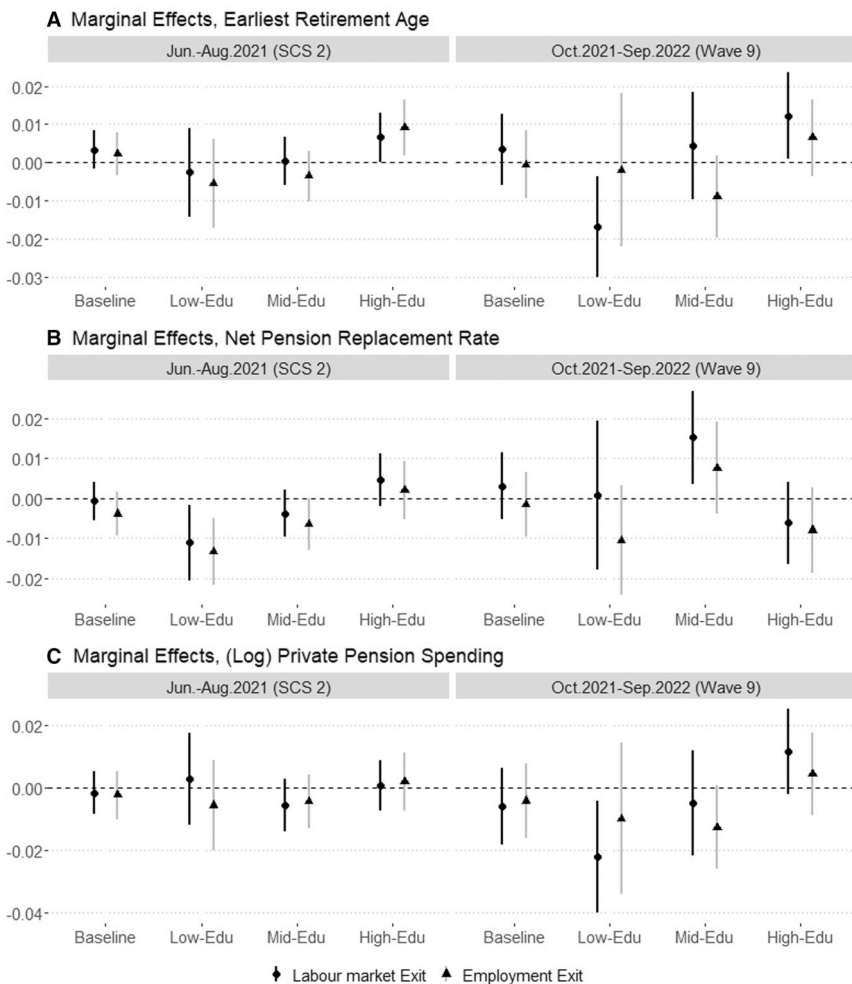 A Marginal Effects, Earliest Retirement Age
Jun.-Aug.2021 (SCS 2) Oct.2021-Sep.2022 (Wave 9)
0.02
0.01
0.00
-0.01
-0.02
-0.03
Baseline Low-Edu Mid-Edu High-Edu Baseline Low-Edu Mid-Edu High-Edu
B Marginal Effects, Net Pension Replacement Rate
Jun.-Aug.2021 (SCS 2) Oct.2021-Sep.2022 (Wave 9)
0.02
0.01
0.00
-0.01
-0.02
Baseline Low-Edu Mid-Edu High-Edu Baseline Low-Edu Mid-Edu High-Edu
C Marginal Effects, (Log) Private Pension Spending
Jun.-Aug.2021 (SCS 2) Oct.2021-Sep.2022 (Wave 9)
0.02
0.00
-0.02
-0.04
Baseline Low-Edu Mid-Edu High-Edu Baseline Low-Edu Mid-Edu High-Edu
Labour market Exit Employment Exit